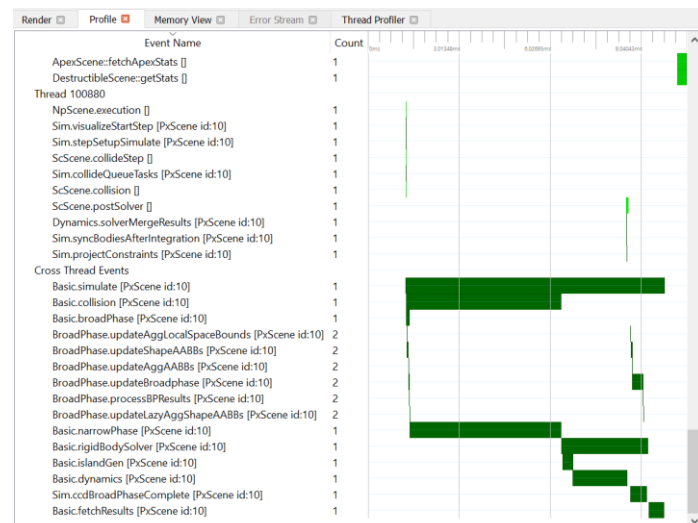 Render Profile Memory View Error Stream Thread Profiler
Event Name Count
0ms 3.01348ms 6.02695ms 9.04043ms
ApexScene::fetchApexStats [] 1
DestructibleScene::getStats [] 1
Thread 100880
NpScene.execution [] 1
Sim.visualizeStartStep [PxScene id:10] 1
Sim.stepSetupSimulate [PxScene id:10] 1
ScScene.collideStep [] 1
Sim.collideQueueTasks [PxScene id:10] 1
ScScene.collision [] 1
ScScene.postSolver [] 1
Dynamics.solverMergeResults [PxScene id:10] 1
Sim.syncBodiesAfterIntegration [PxScene id:10] 1
Sim.projectConstraints [PxScene id:10] 1
Cross Thread Events
Basic.simulate [PxScene id:10] 1
Basic.collision [PxScene id:10] 1
Basic.broadPhase [PxScene id:10] 1
BroadPhase.updateAggLocalSpaceBounds [PxScene id:10] 2
BroadPhase.updateShapeAABBs [PxScene id:10] 2
BroadPhase.updateAggAABBs [PxScene id:10] 2
BroadPhase.updateBroadphase [PxScene id:10] 2
BroadPhase.processBPResults [PxScene id:10] 2
BroadPhase.updateLazyAggShapeAABBs [PxScene id:10] 2
Basic.narrowPhase [PxScene id:10] 1
Basic.rigidBodySolver [PxScene id:10] 1
Basic.islandGen [PxScene id:10] 1
Basic.dynamics [PxScene id:10] 1
Sim.ccdBroadPhaseComplete [PxScene id:10] 1
Basic.fetchResults [PxScene id:10] 1